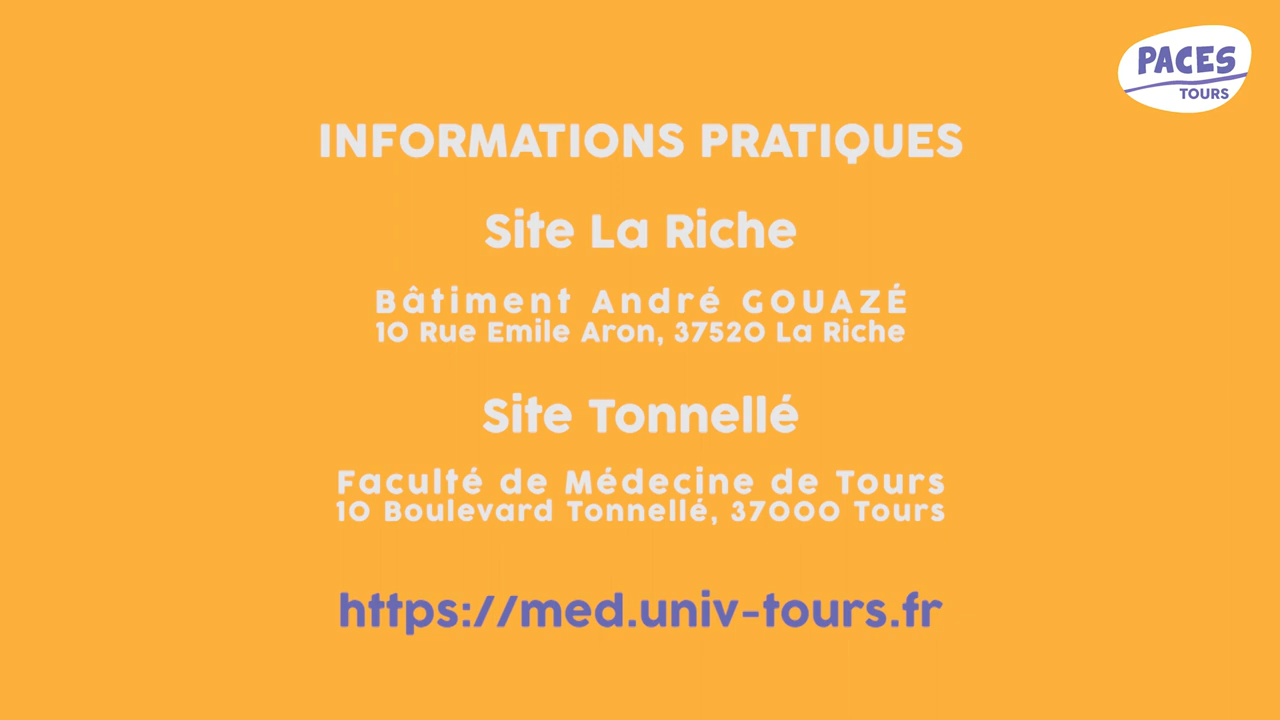 PACES
TOURS
INFORMATIONS PRATIQUES
Site La Riche
Bâtiment André GOUAZÉ
10 Rue Emile Aron, 37520 La Riche
Site Tonnellé
Faculté de Médecine de Tours
10 Boulevard Tonnellé, 37000 Tours
https://med.univ-tours.fr